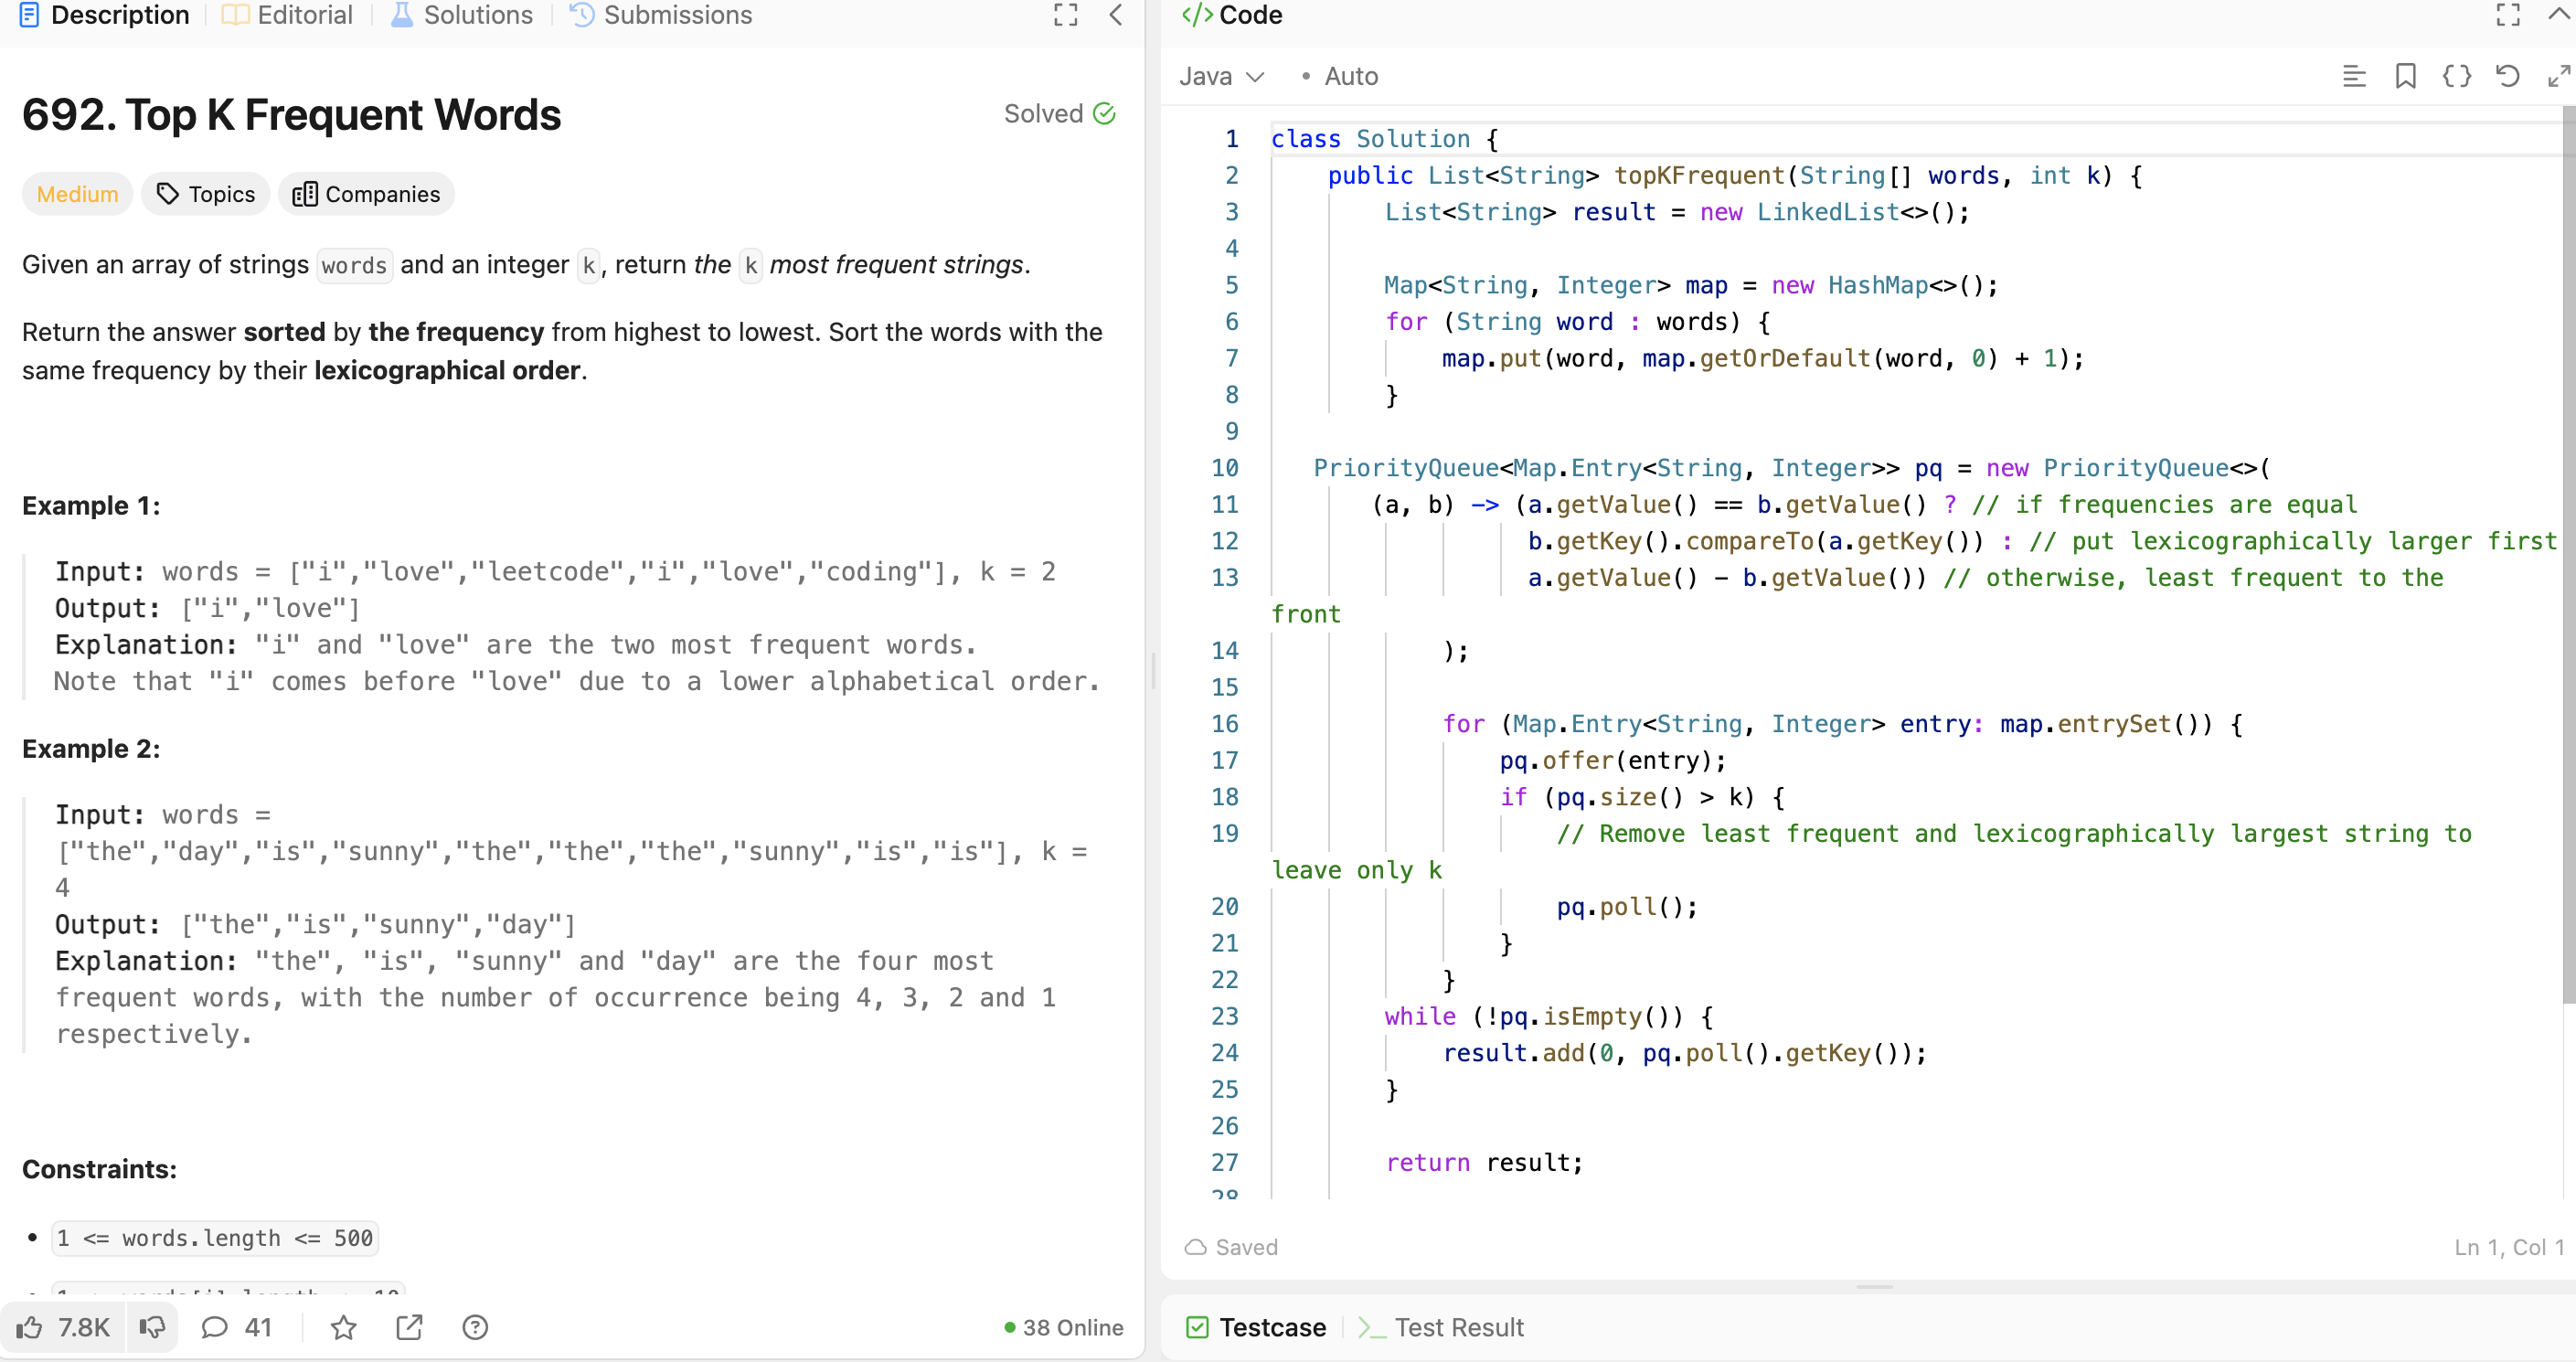 Description
Editorial
Solutions
Submissions
692. Top K Frequent Words
Solved
Medium
Topics
Companies
Given an array of strings words and an integer k, return the k most frequent strings.
Return the answer sorted by the frequency from highest to lowest. Sort the words with the
same frequency by their lexicographical order.
Example 1:
Input: words = ["i","love","leetcode","i","love","coding"], k = 2
Output: ["i","love"]
Explanation: "i" and "love" are the two most frequent words.
Note that "i" comes before "love" due to a lower alphabetical order.
Example 2:
Input: words =
["the","day","is","sunny","the","the","the","sunny","is","is"], k =
4
Output: ["the","is","sunny","day"]
Explanation: "the", "is", "sunny" and "day" are the four most
frequent words, with the number of occurrence being 4, 3, 2 and 1
respectively.
Constraints:
• 1 <= words.length <= 500
7.8K
41
38 Online
</> Code
Java
• Auto
1 class Solution {
2 public List<String> topKFrequent(String[] words, int k) {
3 List<String> result = new LinkedList<>();
4
5 Map<String, Integer> map = new HashMap<>();
6 for (String word : words) {
7 map.put(word, map.getOrDefault(word, 0) + 1);
8 }
9
10 PriorityQueue<Map.Entry<String, Integer>> pq = new PriorityQueue<>(
11 (a, b) -> (a.getValue() == b.getValue() ? // if frequencies are equal
12 b.getKey().compareTo(a.getKey()) : // put lexicographically larger first
13 a.getValue() - b.getValue()) // otherwise, least frequent to the
front
14 );
15
16 for (Map.Entry<String, Integer> entry: map.entrySet()) {
17 pq.offer(entry);
18 if (pq.size() > k) {
19 // Remove least frequent and lexicographically largest string to
leave only k
20 pq.poll();
21 }
22 }
23 while (!pq.isEmpty()) {
24 result.add(0, pq.poll().getKey());
25 }
26
27 return result;
28
Saved
Ln 1, Col 1
Testcase
Test Result